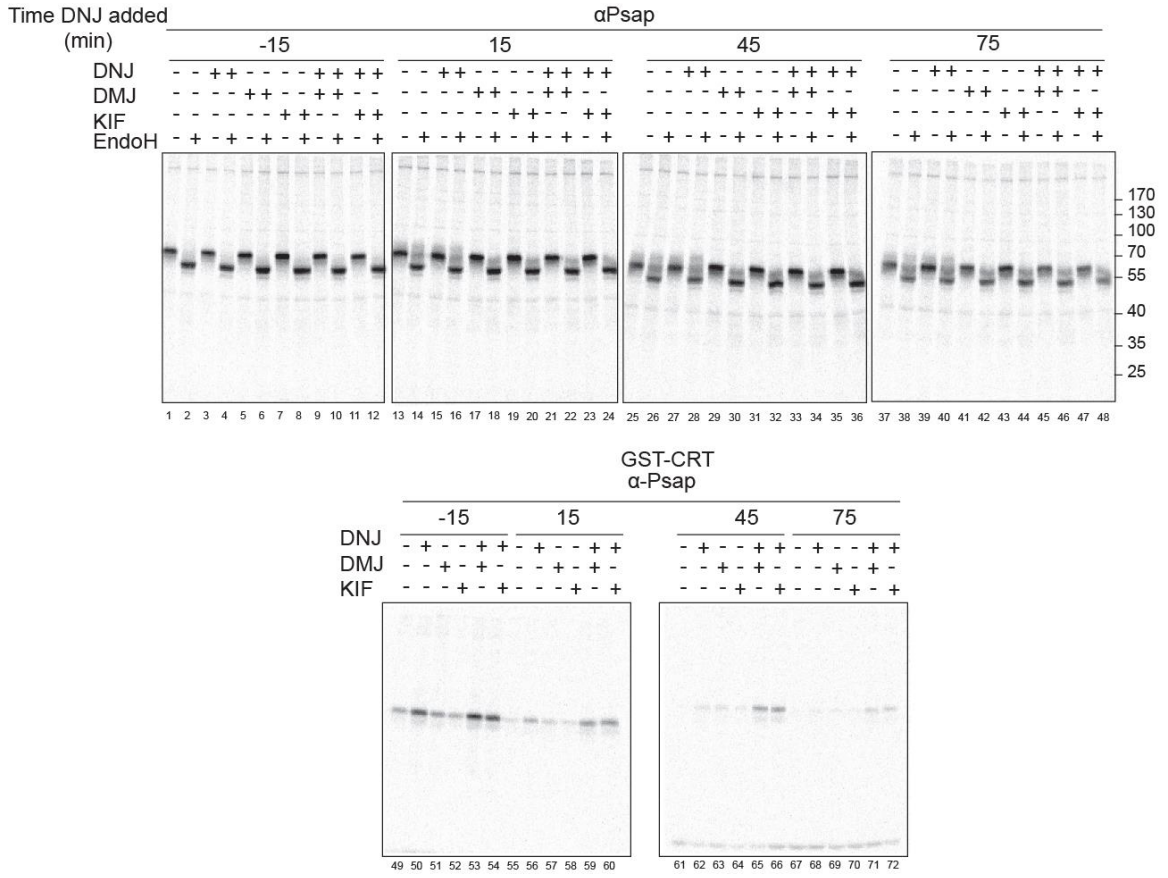 Time DNJ added αPsap
(min) -15 15 45 75
DNJ - - + + - - - - + + + + - - + + - - - - + + + + - - + + - - - - + + + + - - + + - - - - + + + +
DMJ - - - - + + - - + + - - - - - - + + - - + + - - - - - - + + - - + + - - - - - - + + - - + + - -
KIF - - - - - - + + - - + + - - - - - - + + - - + + - - - - - - + + - - + + - - - - - - + + - - + +
EndoH - + - + - + - + - + - + - + - + - + - + - + - + - + - + - + - + - + - + - + - + - + - + - + - +
170
130
100
70
55
40
35
25
1 2 3 4 5 6 7 8 9 10 11 12 13 14 15 16 17 18 19 20 21 22 23 24 25 26 27 28 29 30 31 32 33 34 35 36 37 38 39 40 41 42 43 44 45 46 47 48
GST-CRT
α-Psap
-15 15 45 75
DNJ - + - - + + - + - - + + - + - - + + - + - - + +
DMJ - - + - + - - - + - + - - - + - + - - - + - + -
KIF - - - + - + - - - + - + - - - + - + - - - + - +
49 50 51 52 53 54 55 56 57 58 59 60 61 62 63 64 65 66 67 68 69 70 71 72